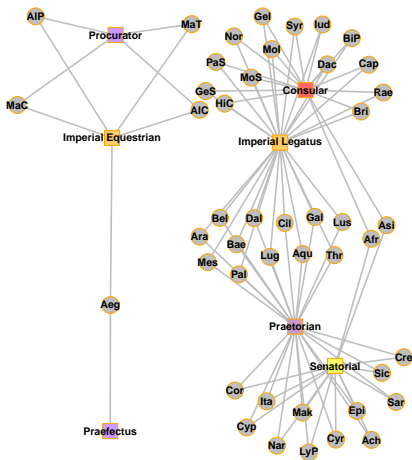 AlP
Procurator
MaT
MaC
AlC
Imperial Equestrian
Aeg
Praefectus
Gel
Syr
Iud
Nor
Mol
BiP
PaS
Dac
Cap
MoS
GeS
Consular
Rae
HiC
Bri
Imperial Legatus
Bel
Dal
Cil
Gal
Lus
Asi
Ara
Bae
Afr
Mes
Lug
Aqu
Thr
Pal
Praetorian
Senatorial
Cre
Sic
Cor
Ita
Mak
Epi
Sar
Cyp
Nar
LyP
Cyr
Ach